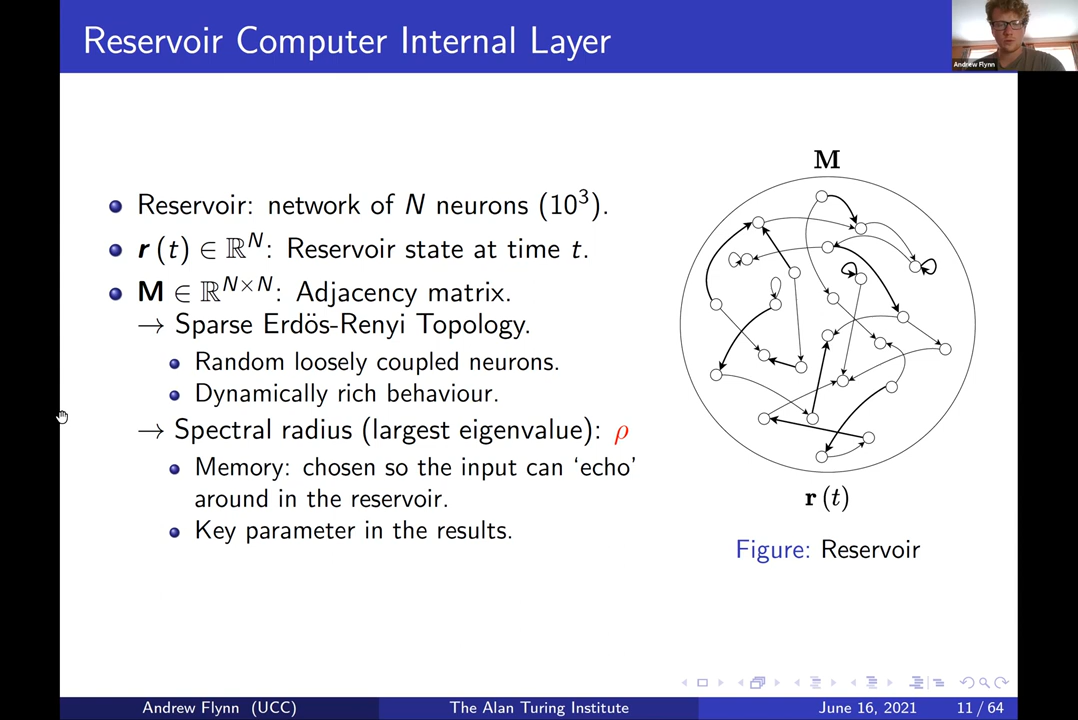 Reservoir Computer Internal Layer
Andrew Flynn
Reservoir: network of N neurons (10³).
r (t) ∈ ℝᴺ: Reservoir state at time t.
M ∈ ℝᴺˣᴺ: Adjacency matrix.
→ Sparse Erdös-Renyi Topology.
Random loosely coupled neurons.
Dynamically rich behaviour.
→ Spectral radius (largest eigenvalue): ρ
Memory: chosen so the input can ‘echo’
around in the reservoir.
Key parameter in the results.
M
r (t)
Figure: Reservoir
Andrew Flynn (UCC)
The Alan Turing Institute
June 16, 2021
11 / 64